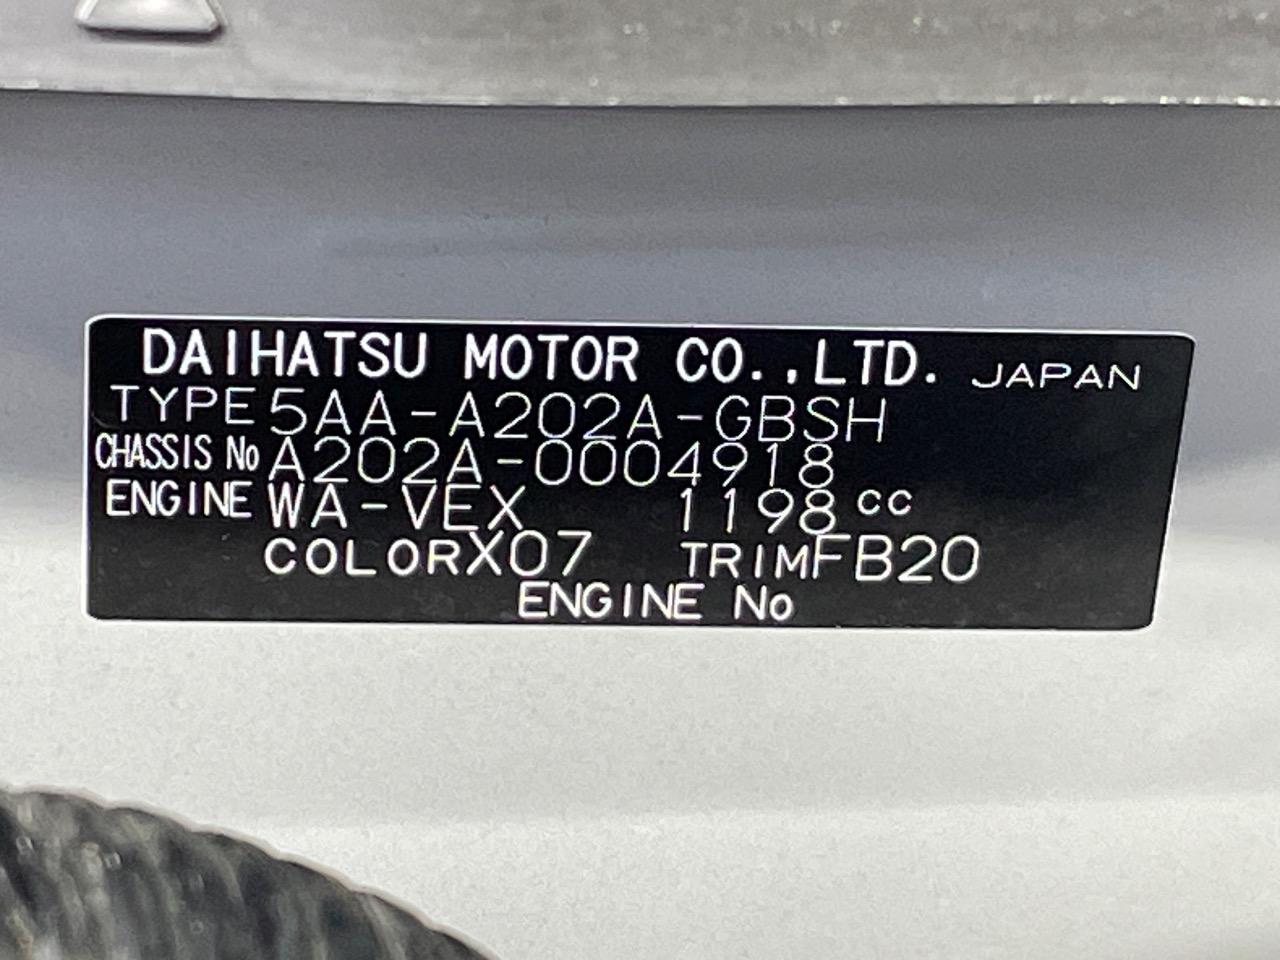 DAIHATSU MOTOR CO.,LTD. JAPAN
TYPE 5AA-A202A-GBSH
CHASSIS No A202A-0004918
ENGINE WA-VEX 1198 cc
COLOR X07 TRIM FB20
ENGINE No